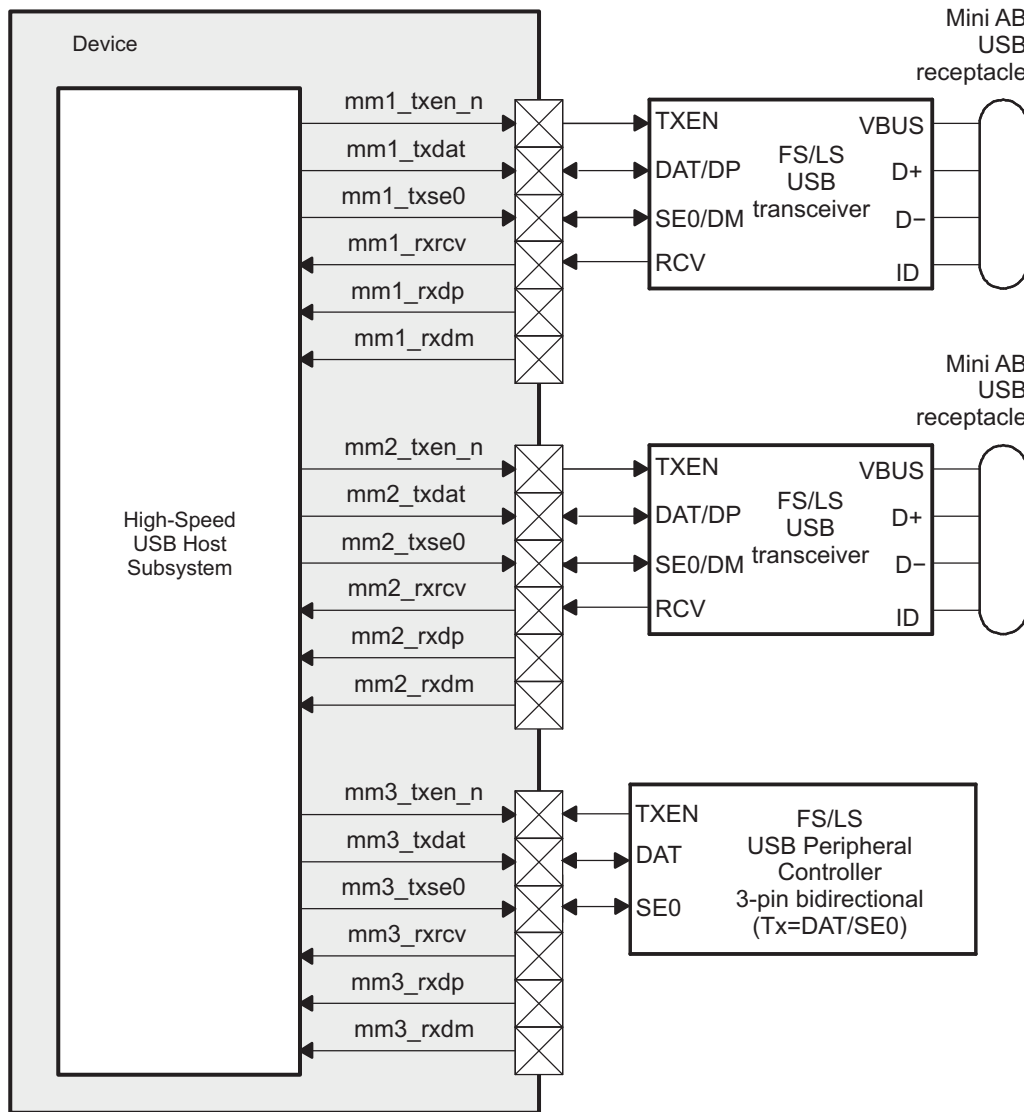 Device
Mini AB
USB
receptacle
mm1_txen_n
mm1_txdat
mm1_txse0
mm1_rxrcv
mm1_rxdp
mm1_rxdm
TXEN
DAT/DP
SE0/DM
RCV
FS/LS
USB
transceiver
VBUS
D+
D−
ID
High-Speed
USB Host
Subsystem
Mini AB
USB
receptacle
mm2_txen_n
mm2_txdat
mm2_txse0
mm2_rxrcv
mm2_rxdp
mm2_rxdm
TXEN
DAT/DP
SE0/DM
RCV
FS/LS
USB
transceiver
VBUS
D+
D−
ID
mm3_txen_n
mm3_txdat
mm3_txse0
mm3_rxrcv
mm3_rxdp
mm3_rxdm
TXEN
DAT
SE0
FS/LS
USB Peripheral
Controller
3-pin bidirectional
(Tx=DAT/SE0)